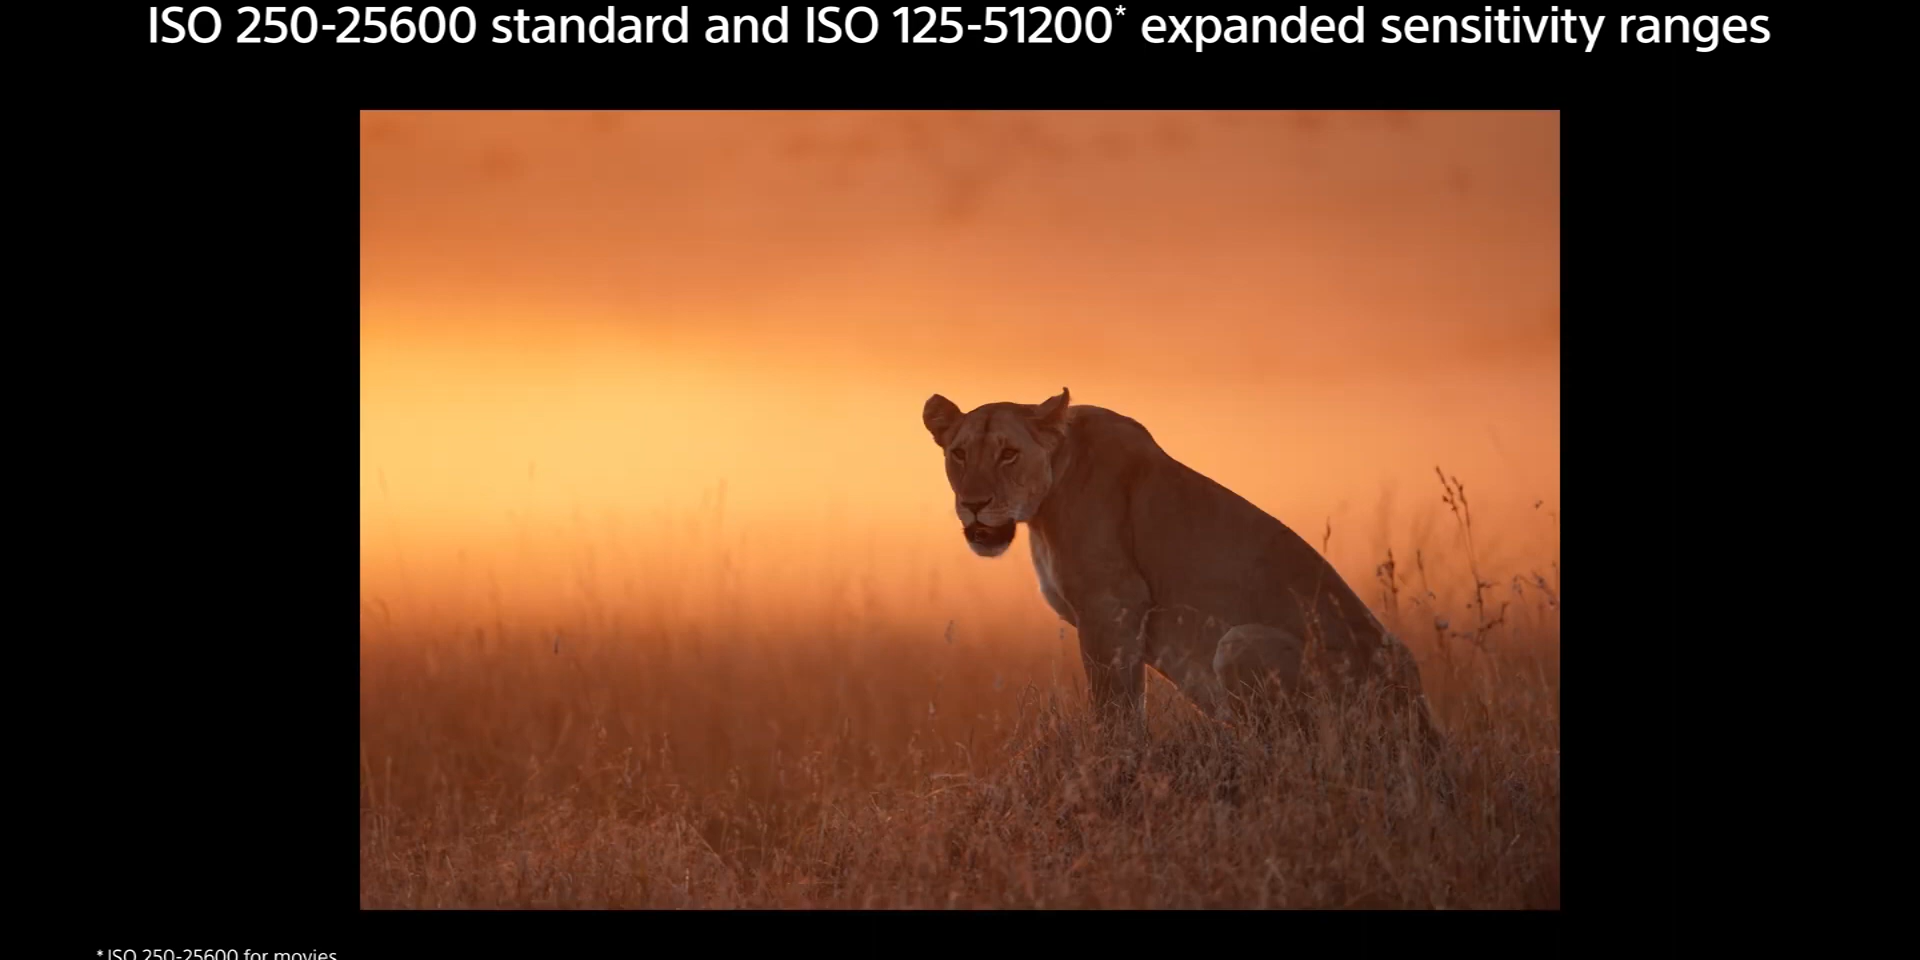 ISO 250-25600 standard and ISO 125-51200* expanded sensitivity ranges
* ISO 250-25600 for movies